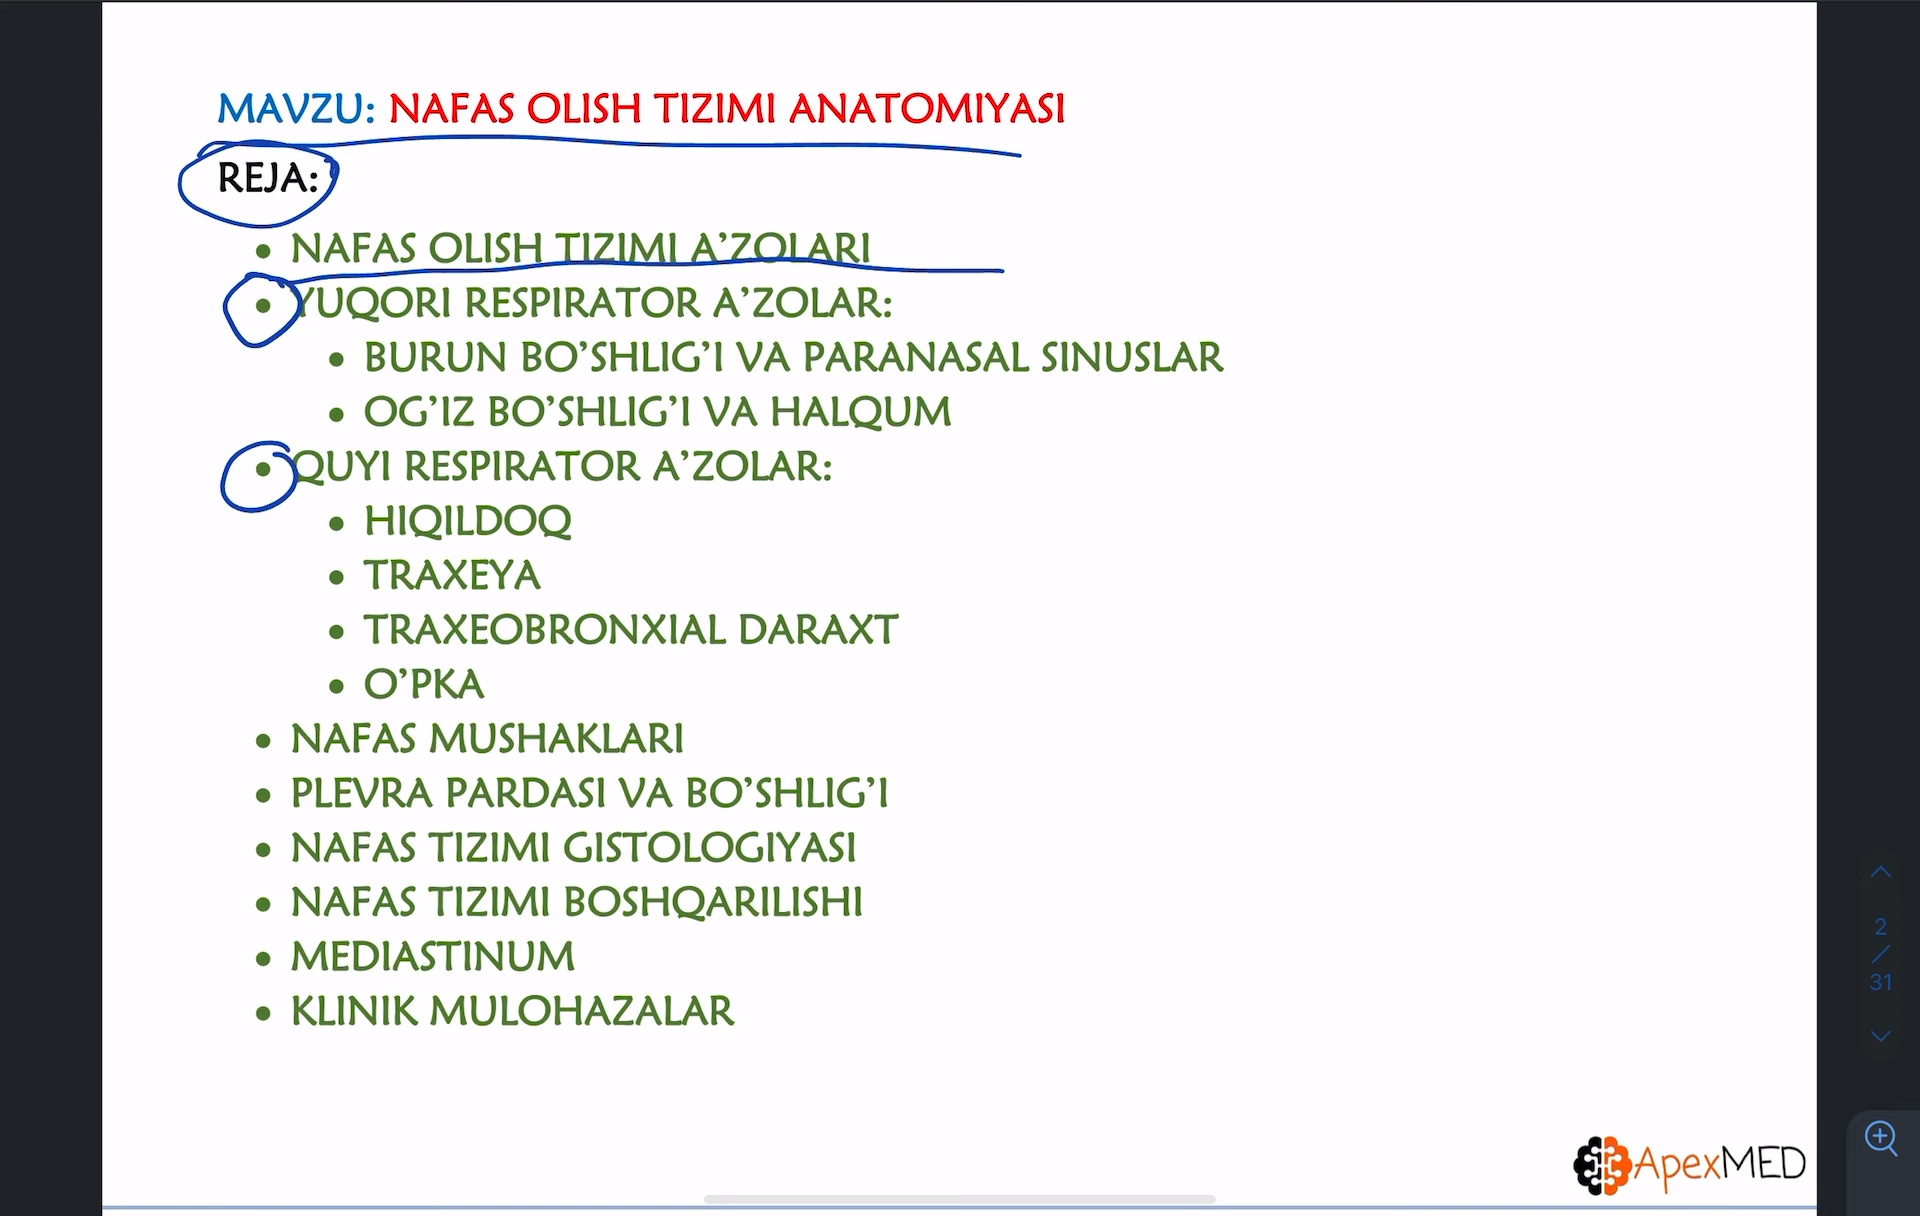 MAVZU: NAFAS OLISH TIZIMI ANATOMIYASI
REJA:
• NAFAS OLISH TIZIMI A’ZOLARI
• YUQORI RESPIRATOR A’ZOLAR:
• BURUN BO’SHLIG’I VA PARANASAL SINUSLAR
• OG’IZ BO’SHLIG’I VA HALQUM
• QUYI RESPIRATOR A’ZOLAR:
• HIQILDOQ
• TRAXEYA
• TRAXEOBRONXIAL DARAXT
• O’PKA
• NAFAS MUSHAKLARI
• PLEVRA PARDASI VA BO’SHLIG’I
• NAFAS TIZIMI GISTOLOGIYASI
• NAFAS TIZIMI BOSHQARILISHI
• MEDIASTINUM
• KLINIK MULOHAZALAR
2
/
31
ApexMED